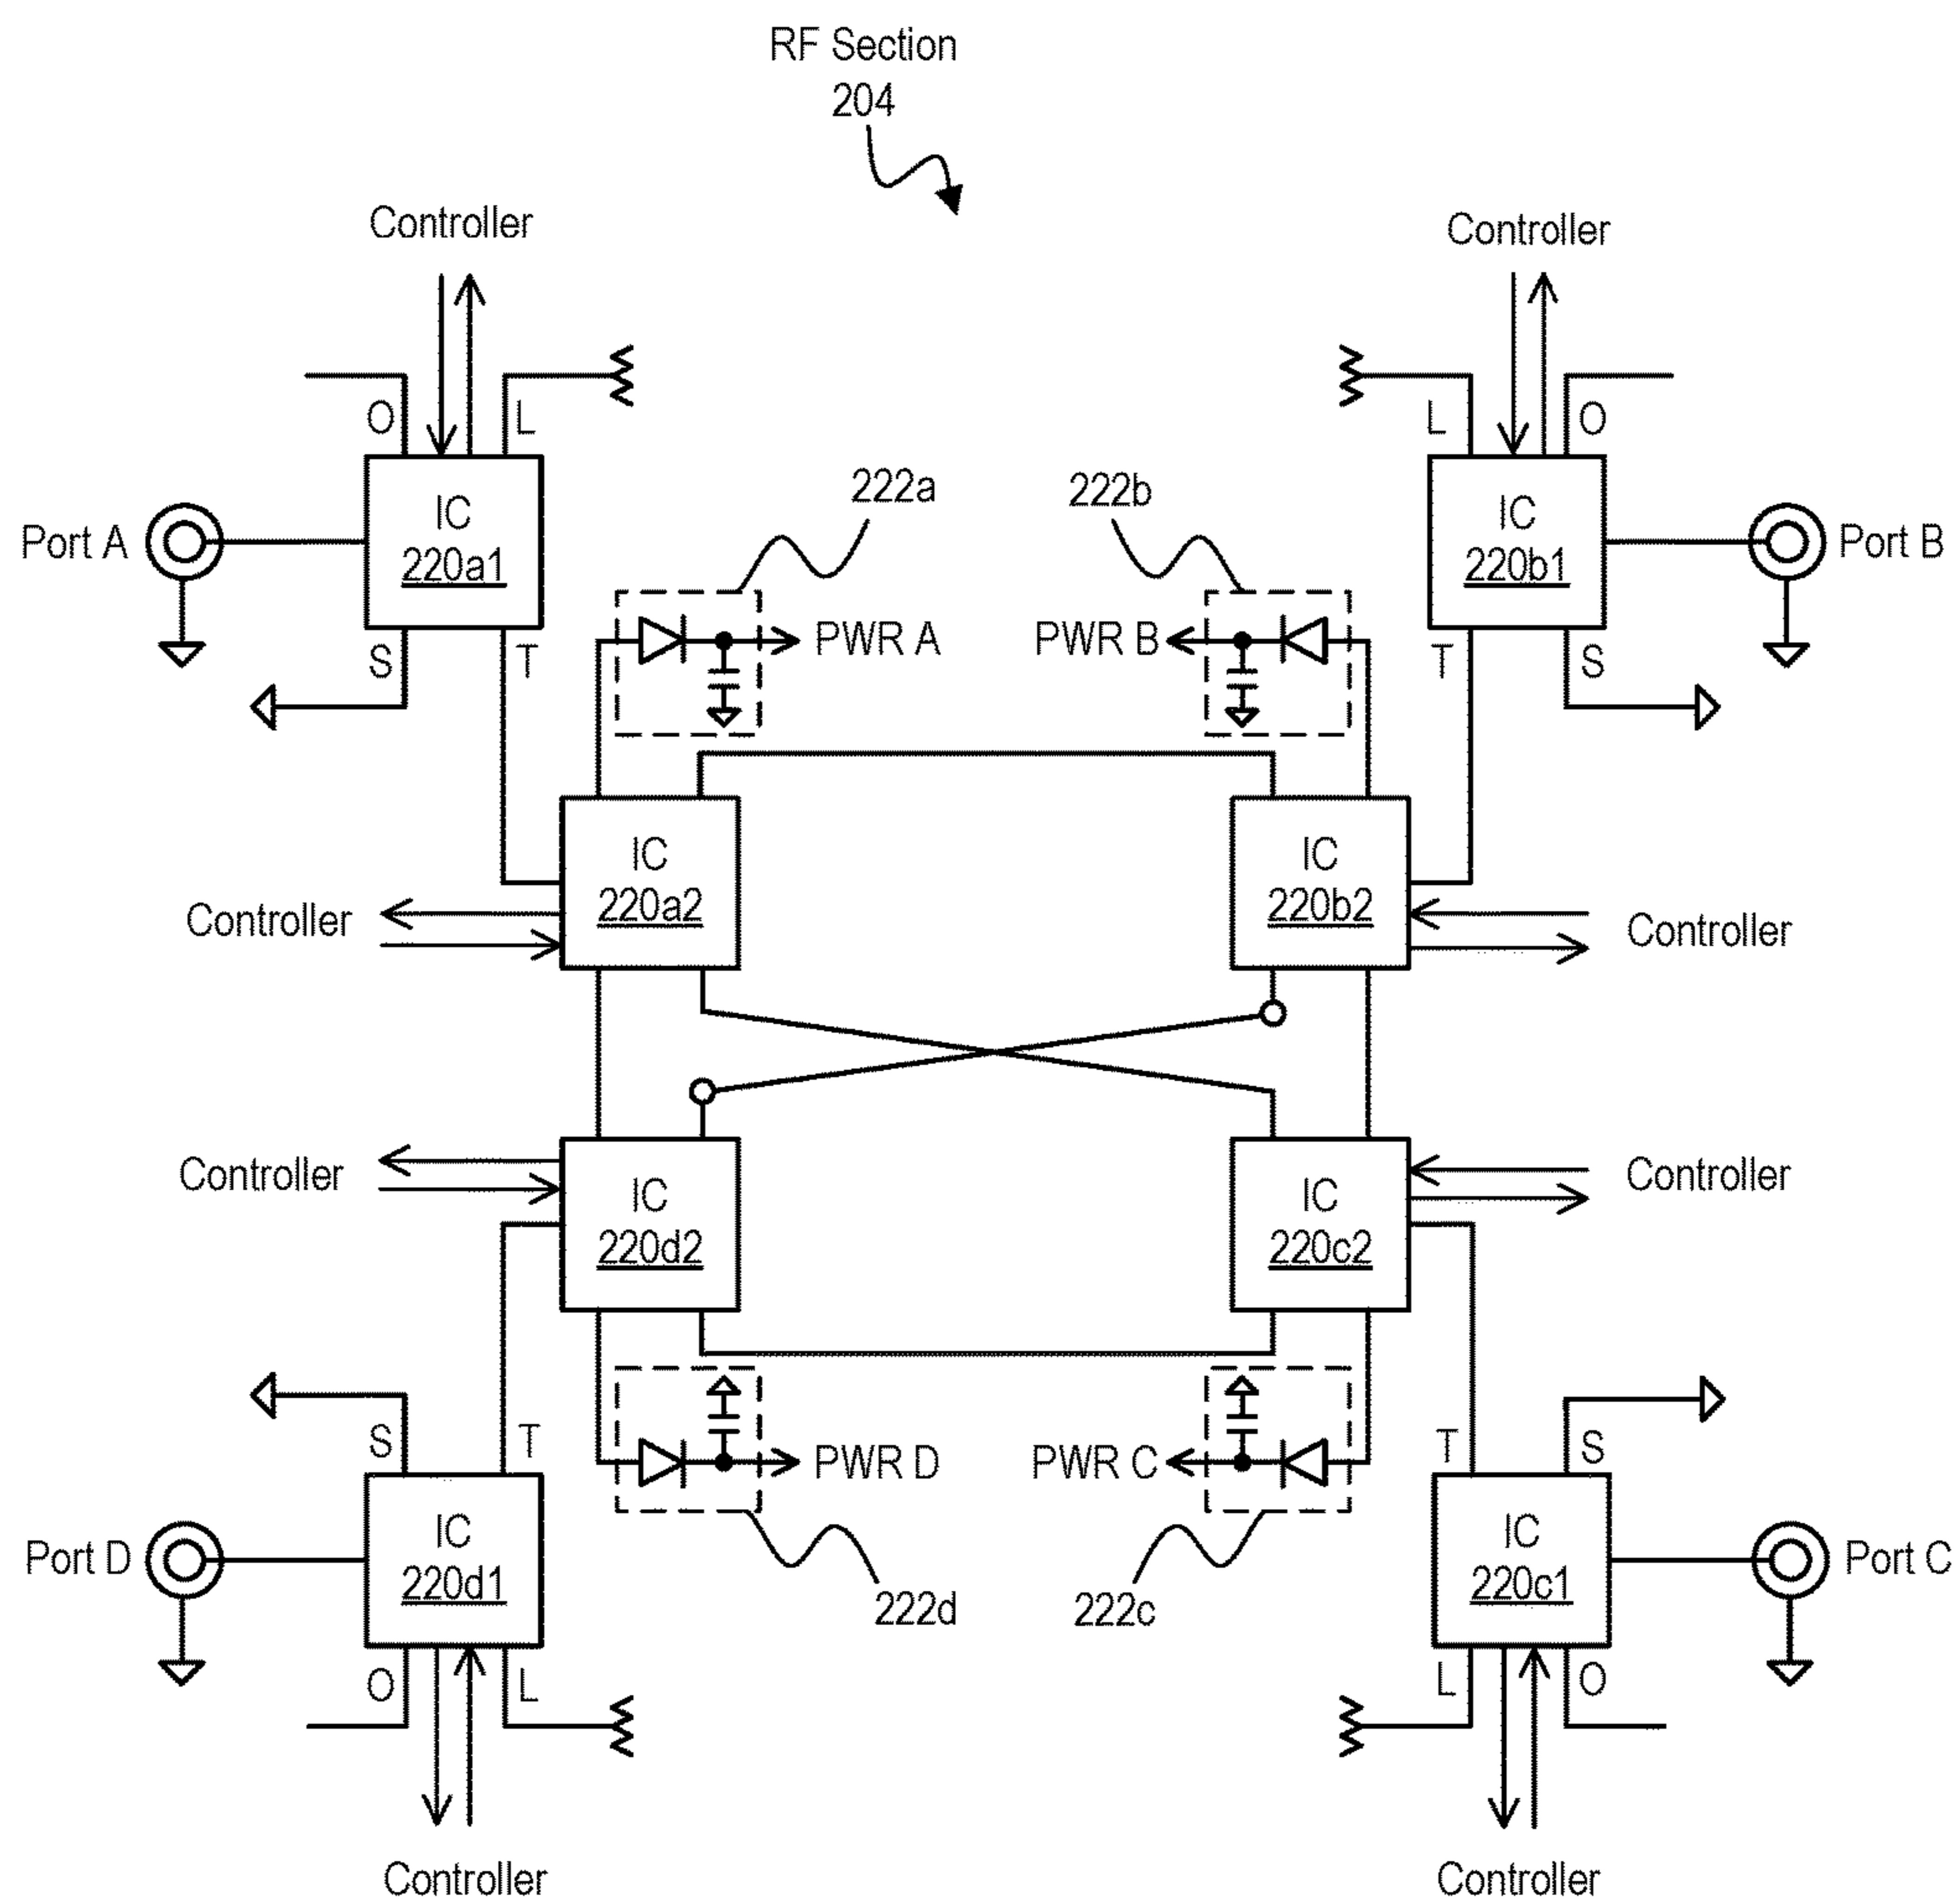 RF Section
204
Controller
Controller
O
L
L
O
Port A
IC
220a1
222a
222b
IC
220b1
Port B
S
T
PWR A
PWR B
T
S
IC
220a2
IC
220b2
Controller
Controller
Controller
IC
220d2
IC
220c2
Controller
S
T
PWR D
PWR C
T
S
Port D
IC
220d1
222d
222c
IC
220c1
Port C
O
L
L
O
Controller
Controller